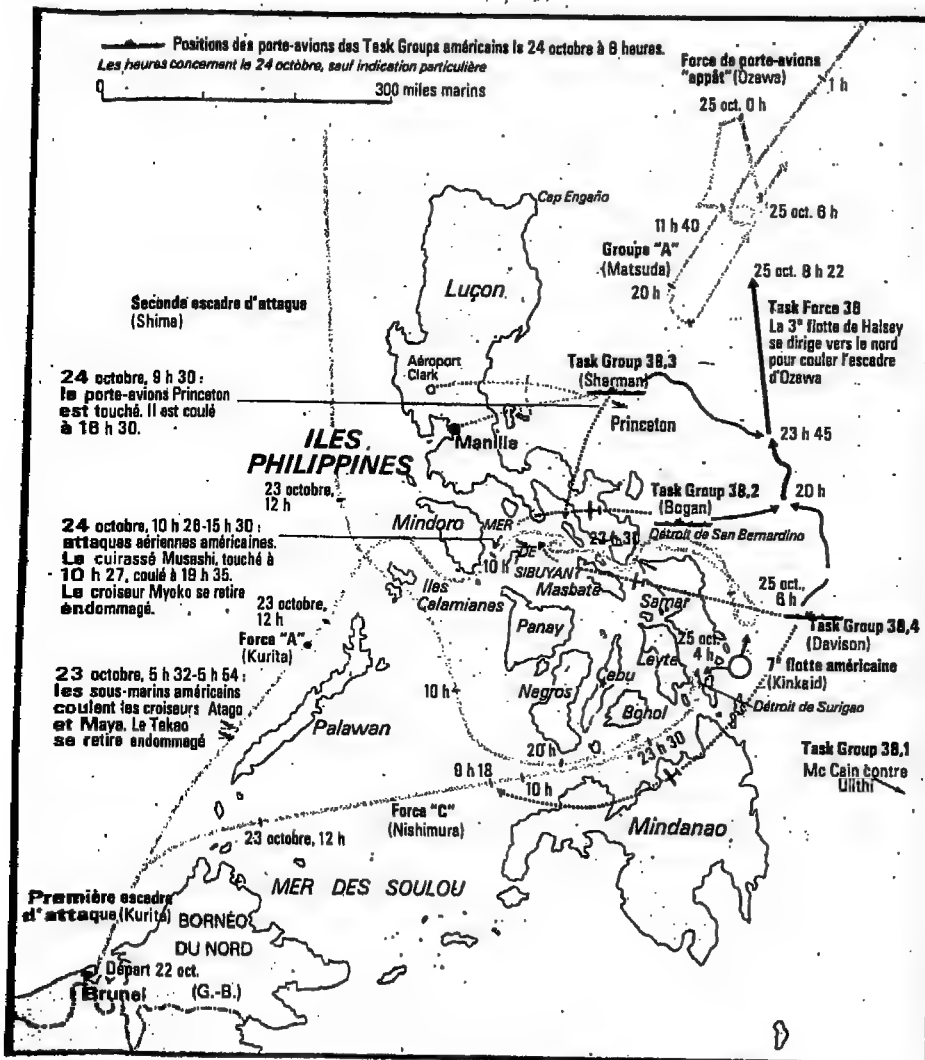 Positions des porte-avions des Task Groups américains le 24 octobre à 6 heures.
Les heures concernent le 24 octobre, sauf indication particulière
0
300 miles marins
Force de porte-avions
"appât" (Ozawa)
25 oct. 0 h
1 h
Cap Engaño
11 h 40
25 oct. 6 h
Groupe "A"
(Matsuda)
20 h
25 oct. 8 h 22
Luçon
Seconde escadre d'attaque
(Shima)
Task Force 38
La 3e flotte de Halsey
se dirige vers le nord
pour couler l'escadre
d'Ozawa
Aéroport
Clark
Task Group 38,3
(Sherman)
24 octobre, 9 h 30 :
le porte-avions Princeton
est touché. Il est coulé
à 16 h 30.
Princeton
Manille
23 h 45
ILES
PHILIPPINES
23 octobre,
12 h
Task Group 38,2
(Bogan)
20 h
Mindoro
MER
DE
SIBUYAN
Détroit de San Bernardino
23 h 30
24 octobre, 10 h 26-15 h 30 :
attaques aériennes américaines.
Le cuirassé Musashi, touché à
10 h 27, coulé à 19 h 35.
Le croiseur Myoko se retire
endommagé.
10 h
Masbate
Iles
Calamianes
Samar
25 oct.,
6 h
23 octobre,
12 h
Panay
Task Group 38,4
(Davison)
Force "A"
(Kurita)
25 oct.
4 h
Leyte
7e flotte américaine
(Kinkaid)
23 octobre, 5 h 32-5 h 54 :
les sous-marins américains
coulent les croiseurs Atago
et Maya. Le Takao
se retire endommagé
10 h
Negros
Cebu
Bohol
Détroit de Surigao
Palawan
20 h
23 h 30
Task Group 38,1
Mc Cain contre
Ulithi
9 h 18
10 h
Force "C"
(Nishimura)
Mindanao
23 octobre, 12 h
MER DES SOULOU
Première escadre
d'attaque (Kurita)
BORNÉO
DU NORD
(G.-B.)
Départ 22 oct.
Brunei